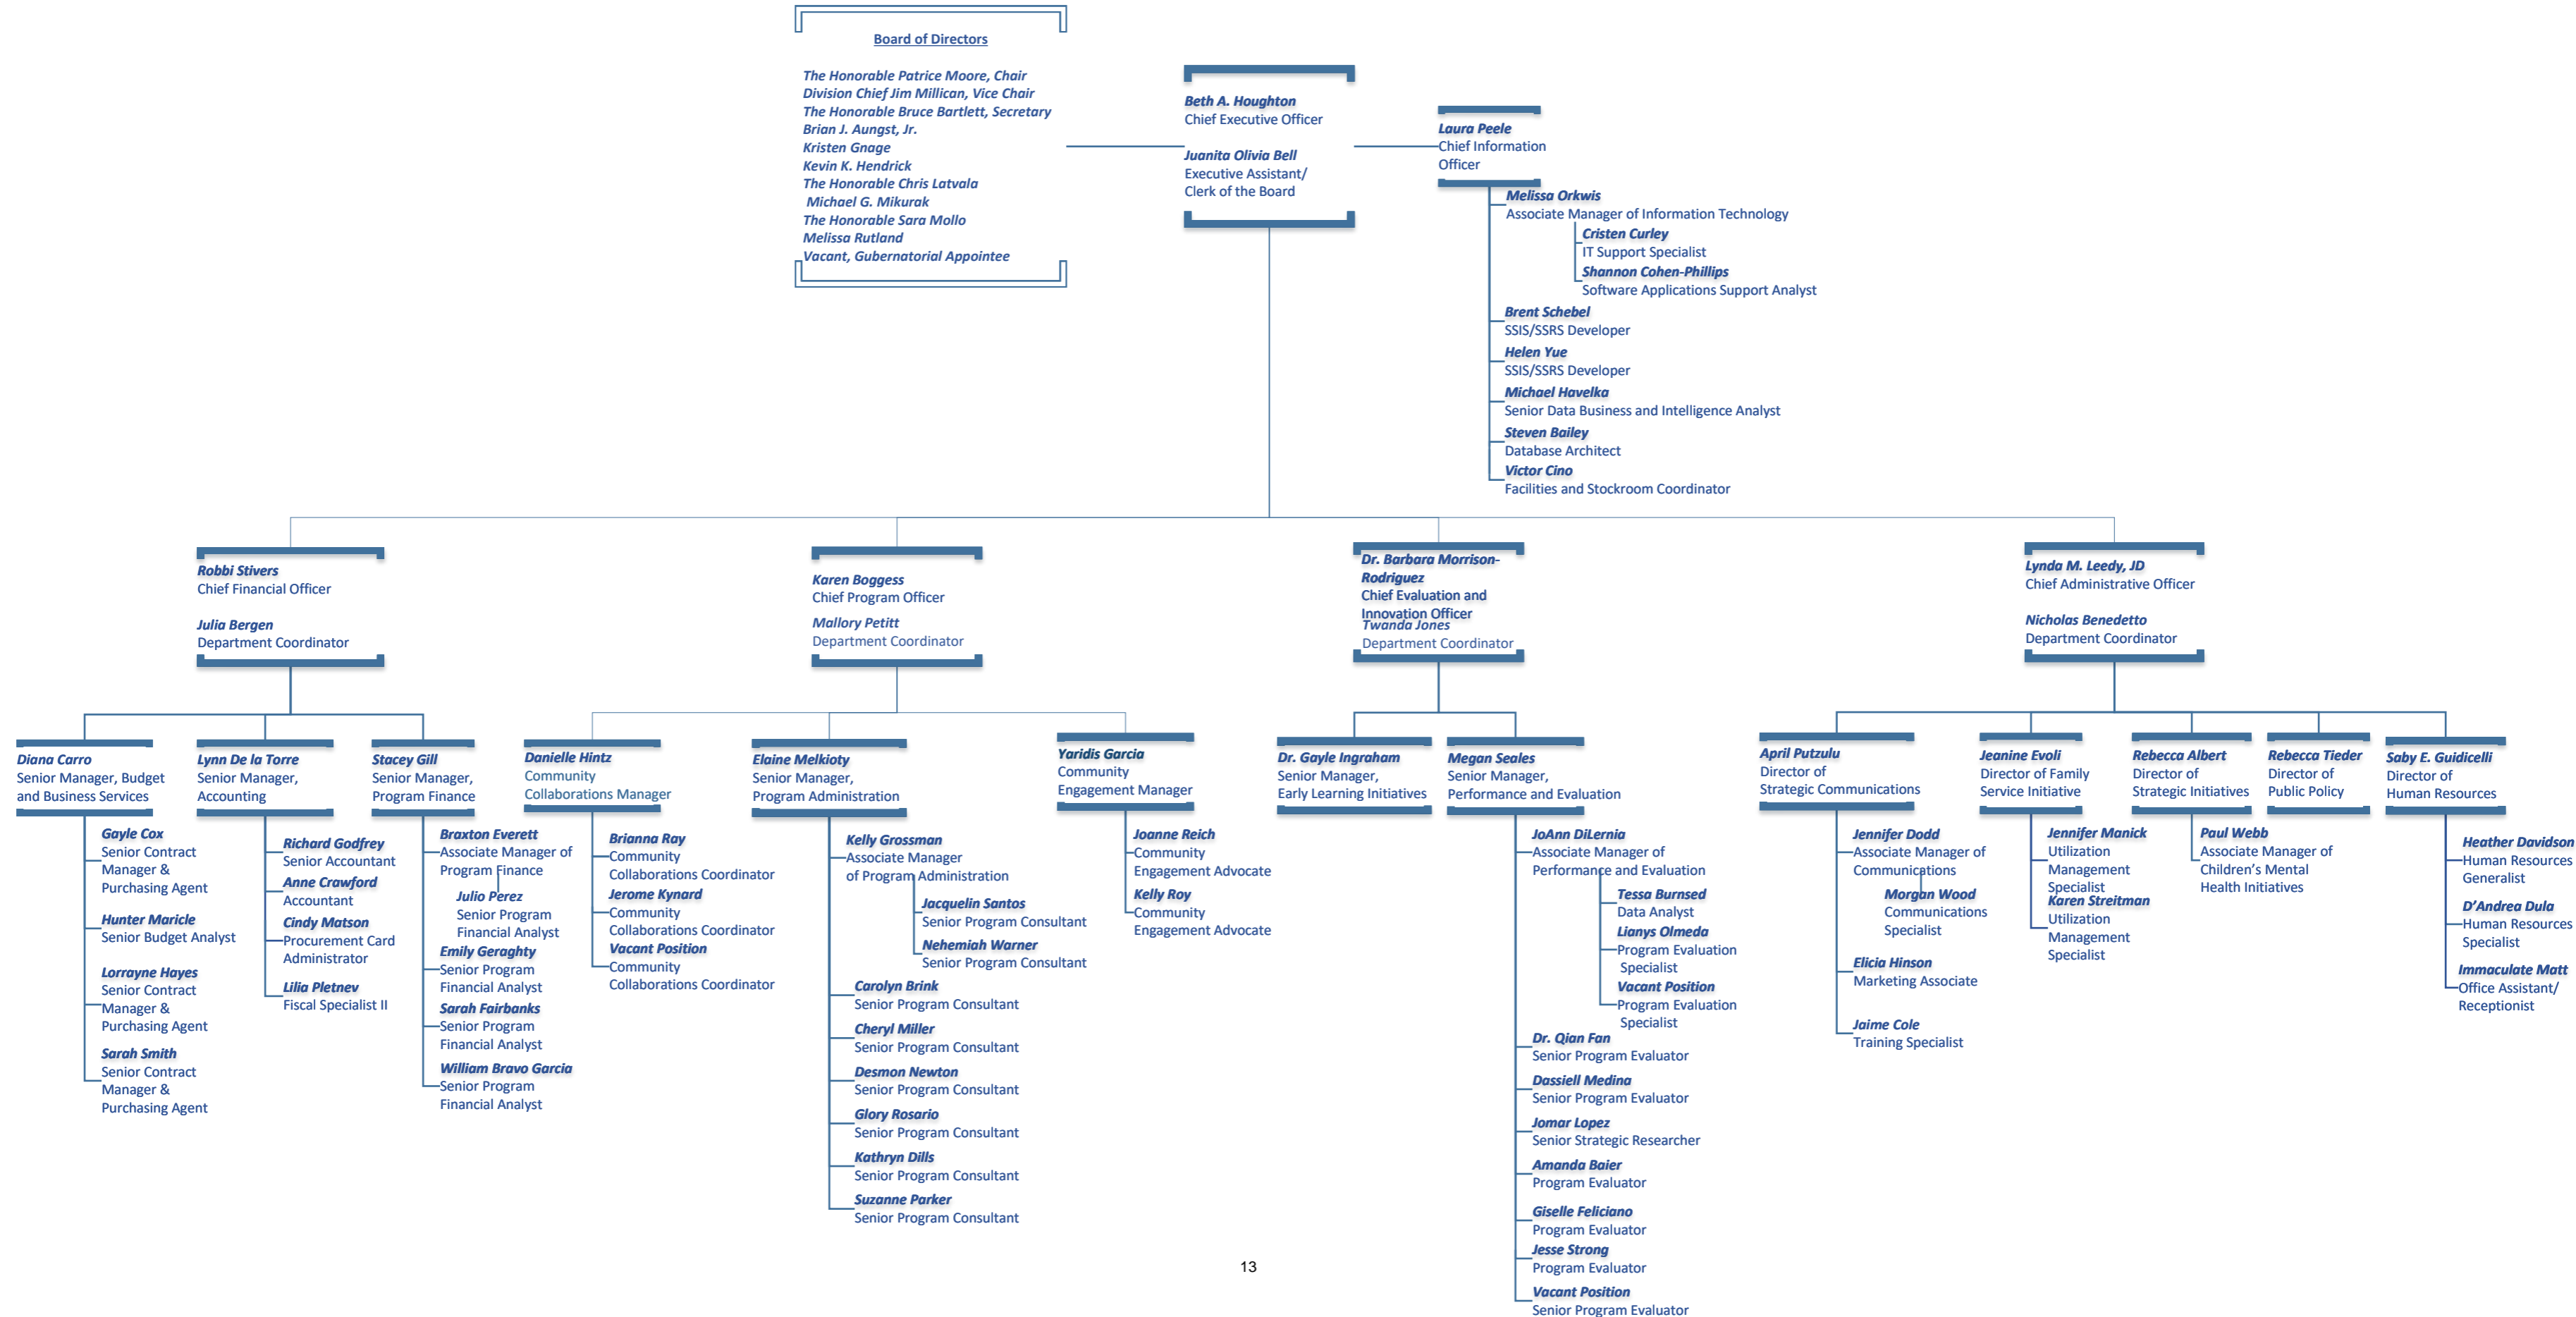 Board of Directors
The Honorable Patrice Moore, Chair
Division Chief Jim Millican, Vice Chair
The Honorable Bruce Bartlett, Secretary
Brian J. Aungst, Jr.
Kristen Gnage
Kevin K. Hendrick
The Honorable Chris Latvala
Michael G. Mikurak
The Honorable Sara Mollo
Melissa Rutland
Vacant, Gubernatorial Appointee
Beth A. Houghton
Chief Executive Officer
Juanita Olivia Bell
Executive Assistant/
Clerk of the Board
Laura Peele
Chief Information
Officer
Melissa Orkwis
Associate Manager of Information Technology
Cristen Curley
IT Support Specialist
Shannon Cohen-Phillips
Software Applications Support Analyst
Brent Schebel
SSIS/SSRS Developer
Helen Yue
SSIS/SSRS Developer
Michael Havelka
Senior Data Business and Intelligence Analyst
Steven Bailey
Database Architect
Victor Cino
Facilities and Stockroom Coordinator
Robbi Stivers
Chief Financial Officer
Julia Bergen
Department Coordinator
Karen Boggess
Chief Program Officer
Mallory Petitt
Department Coordinator
Dr. Barbara Morrison-
Rodriguez
Chief Evaluation and
Innovation Officer
Twanda Jones
Department Coordinator
Lynda M. Leedy, JD
Chief Administrative Officer
Nicholas Benedetto
Department Coordinator
Diana Carro
Senior Manager, Budget
and Business Services
Gayle Cox
Senior Contract
Manager &
Purchasing Agent
Hunter Maricle
Senior Budget Analyst
Lorrayne Hayes
Senior Contract
Manager &
Purchasing Agent
Sarah Smith
Senior Contract
Manager &
Purchasing Agent
Lynn De la Torre
Senior Manager,
Accounting
Richard Godfrey
Senior Accountant
Anne Crawford
Accountant
Cindy Matson
Procurement Card
Administrator
Lilia Pletnev
Fiscal Specialist II
Stacey Gill
Senior Manager,
Program Finance
Braxton Everett
Associate Manager of
Program Finance
Julio Perez
Senior Program
Financial Analyst
Emily Geraghty
Senior Program
Financial Analyst
Sarah Fairbanks
Senior Program
Financial Analyst
William Bravo Garcia
Senior Program
Financial Analyst
Danielle Hintz
Community
Collaborations Manager
Brianna Ray
Community
Collaborations Coordinator
Jerome Kynard
Community
Collaborations Coordinator
Vacant Position
Community
Collaborations Coordinator
Elaine Melkioty
Senior Manager,
Program Administration
Kelly Grossman
Associate Manager
of Program Administration
Jacquelin Santos
Senior Program Consultant
Nehemiah Warner
Senior Program Consultant
Carolyn Brink
Senior Program Consultant
Cheryl Miller
Senior Program Consultant
Desmon Newton
Senior Program Consultant
Glory Rosario
Senior Program Consultant
Kathryn Dills
Senior Program Consultant
Suzanne Parker
Senior Program Consultant
Yaridis Garcia
Community
Engagement Manager
Joanne Reich
Community
Engagement Advocate
Kelly Roy
Community
Engagement Advocate
Dr. Gayle Ingraham
Senior Manager,
Early Learning Initiatives
Megan Seales
Senior Manager,
Performance and Evaluation
JoAnn DiLernia
Associate Manager of
Performance and Evaluation
Tessa Burnsed
Data Analyst
Lianys Olmeda
Program Evaluation
Specialist
Vacant Position
Program Evaluation
Specialist
Dr. Qian Fan
Senior Program Evaluator
Dassiell Medina
Senior Program Evaluator
Jomar Lopez
Senior Strategic Researcher
Amanda Baier
Program Evaluator
Giselle Feliciano
Program Evaluator
Jesse Strong
Program Evaluator
Vacant Position
Senior Program Evaluator
April Putzulu
Director of
Strategic Communications
Jennifer Dodd
Associate Manager of
Communications
Morgan Wood
Communications
Specialist
Elicia Hinson
Marketing Associate
Jaime Cole
Training Specialist
Jeanine Evoli
Director of Family
Service Initiative
Jennifer Manick
Utilization
Management
Specialist
Karen Streitman
Utilization
Management
Specialist
Rebecca Albert
Director of
Strategic Initiatives
Paul Webb
Associate Manager of
Children's Mental
Health Initiatives
Rebecca Tieder
Director of
Public Policy
Saby E. Guidicelli
Director of
Human Resources
Heather Davidson
Human Resources
Generalist
D'Andrea Dula
Human Resources
Specialist
Immaculate Matt
Office Assistant/
Receptionist
13